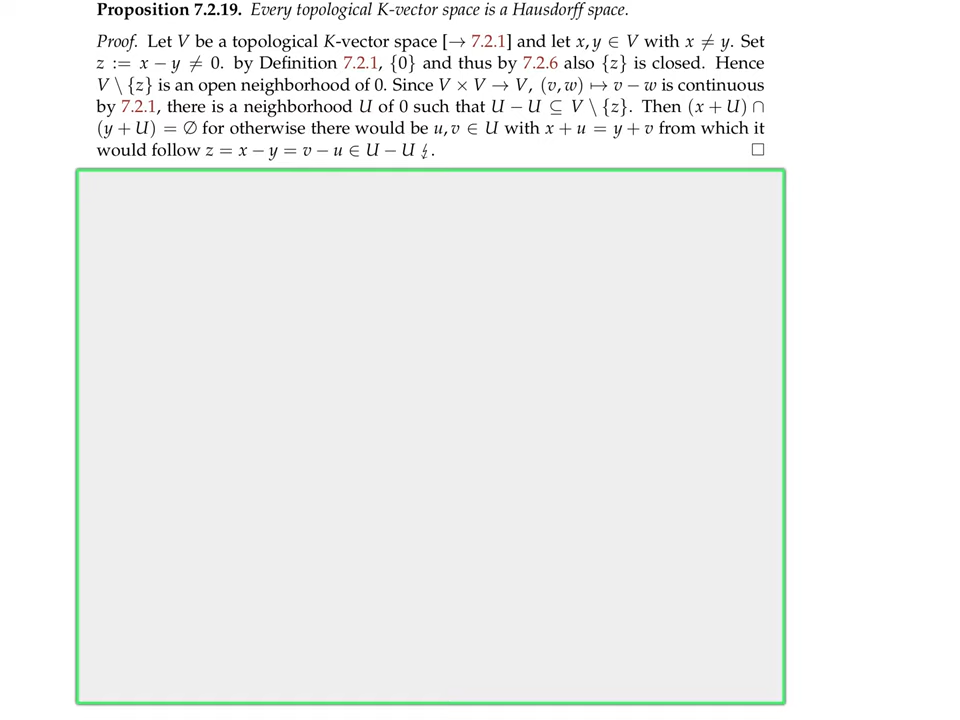 Proposition 7.2.19. Every topological K-vector space is a Hausdorff space.
Proof. Let V be a topological K-vector space [→ 7.2.1] and let x, y ∈ V with x ≠ y. Set
z := x − y ≠ 0. by Definition 7.2.1, {0} and thus by 7.2.6 also {z} is closed. Hence
V \ {z} is an open neighborhood of 0. Since V × V → V, (v, w) ↦ v − w is continuous
by 7.2.1, there is a neighborhood U of 0 such that U − U ⊆ V \ {z}. Then (x + U) ∩
(y + U) = ∅ for otherwise there would be u, v ∈ U with x + u = y + v from which it
would follow z = x − y = v − u ∈ U − U ↯. □